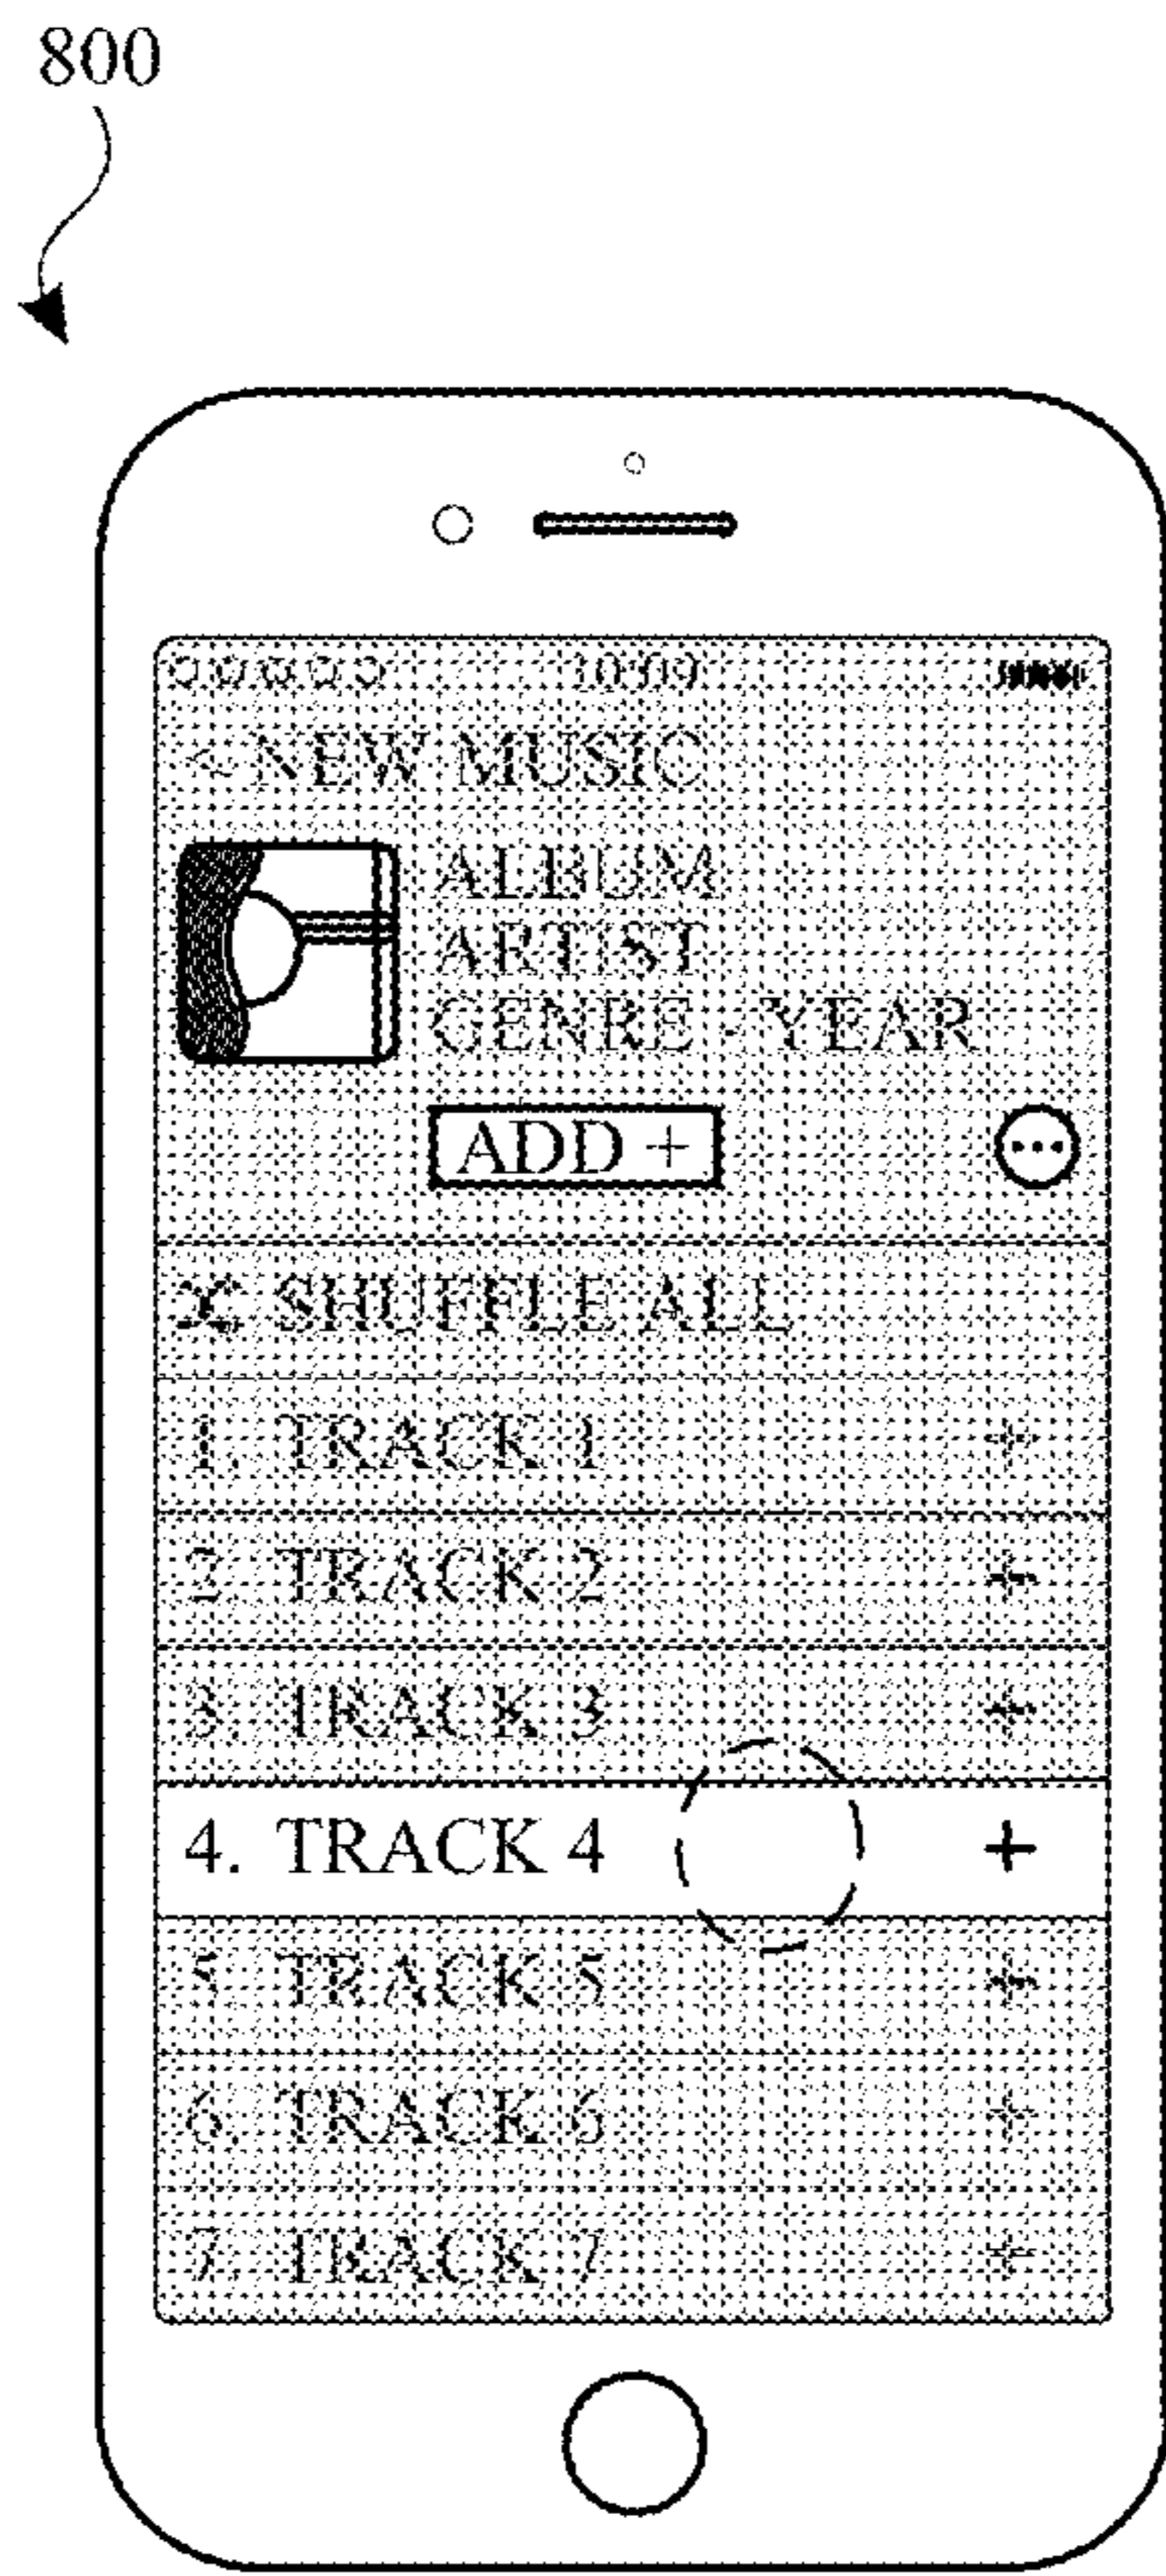 800
10:09
< NEW MUSIC
ALBUM
ARTIST
GENRE - YEAR
ADD +
SHUFFLE ALL
1. TRACK 1 +
2. TRACK 2 +
3. TRACK 3 +
4. TRACK 4 +
5. TRACK 5 +
6. TRACK 6 +
7. TRACK 7 +